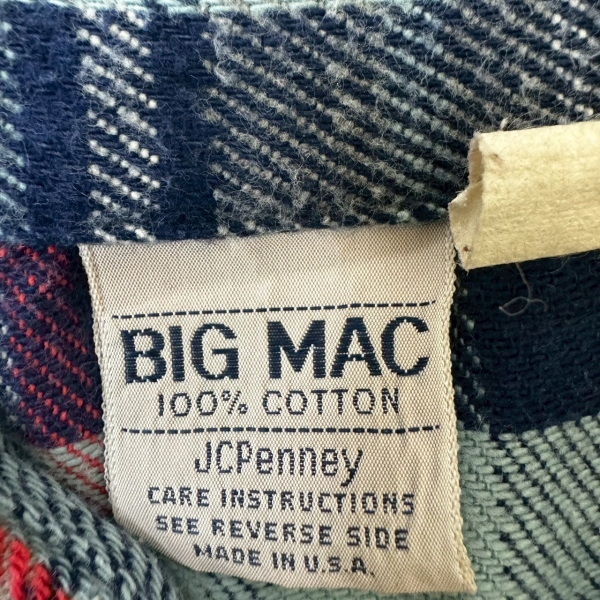 BIG MAC
100% COTTON
JCPenney
CARE INSTRUCTIONS
SEE REVERSE SIDE
MADE IN U.S.A.